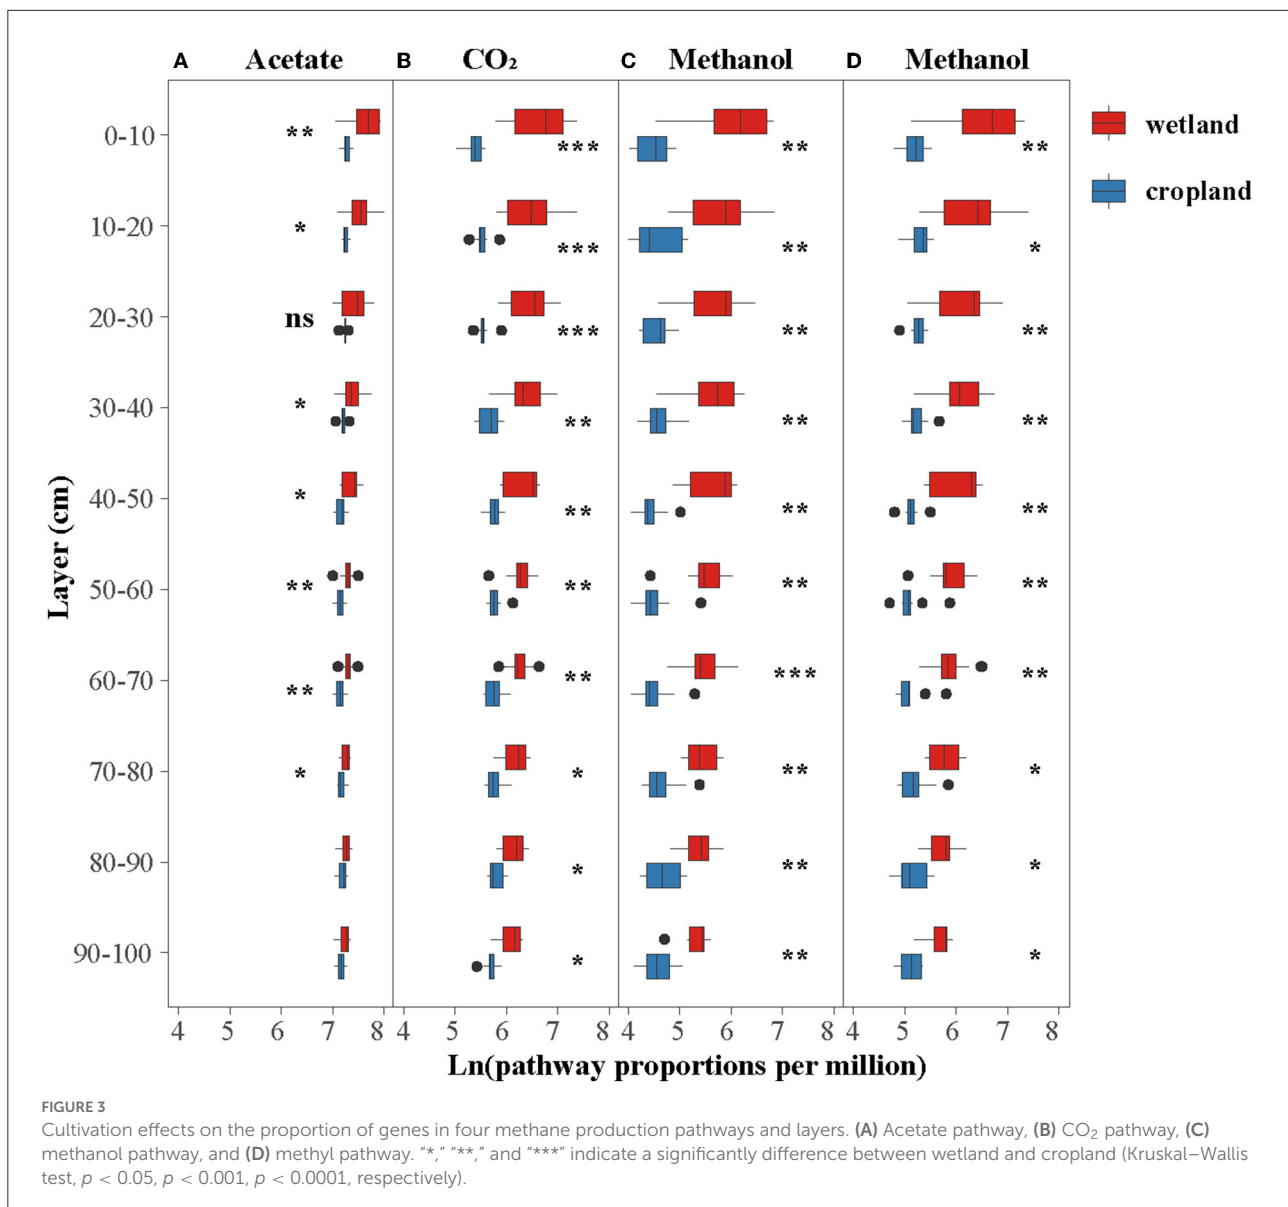 A Acetate B CO₂ C Methanol D Methanol
wetland
cropland
Layer (cm)
0-10 ** *** ** **
10-20 * *** ** *
20-30 ns *** ** **
30-40 * ** ** **
40-50 * ** ** **
50-60 ** ** ** **
60-70 ** ** *** **
70-80 * * ** *
80-90 * ** *
90-100 * ** *
4 5 6 7 8 4 5 6 7 8 4 5 6 7 8 4 5 6 7 8
Ln(pathway proportions per million)
FIGURE 3
Cultivation effects on the proportion of genes in four methane production pathways and layers. (A) Acetate pathway, (B) CO₂ pathway, (C)
methanol pathway, and (D) methyl pathway. “*,” “**,” and “***” indicate a significantly difference between wetland and cropland (Kruskal–Wallis
test, p < 0.05, p < 0.001, p < 0.0001, respectively).